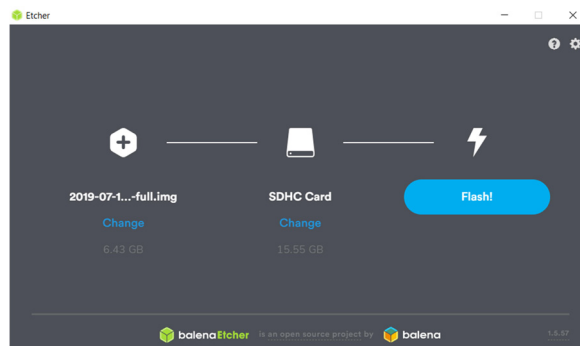 Etcher
2019-07-1...-full.img
SDHC Card
Flash!
Change
Change
6.43 GB
15.55 GB
balenaEtcher is an open source project by balena
1.5.57